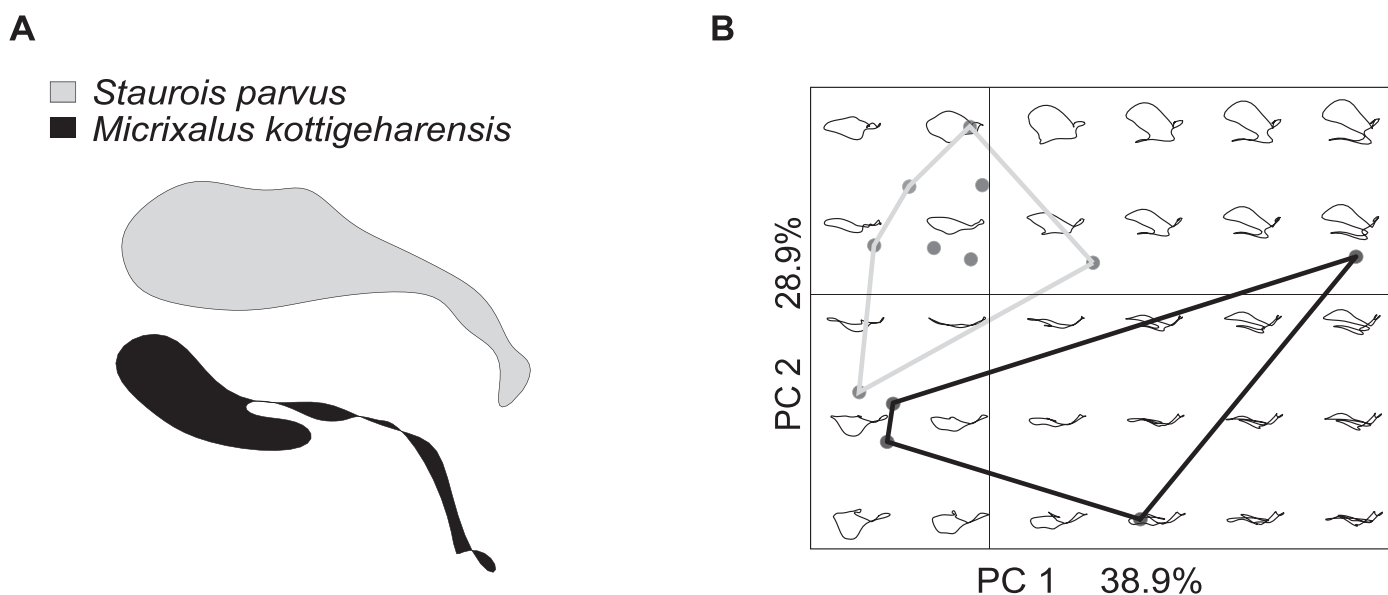 A
Staurois parvus
Micrixalus kottigeharensis
B
PC 2 28.9%
PC 1 38.9%